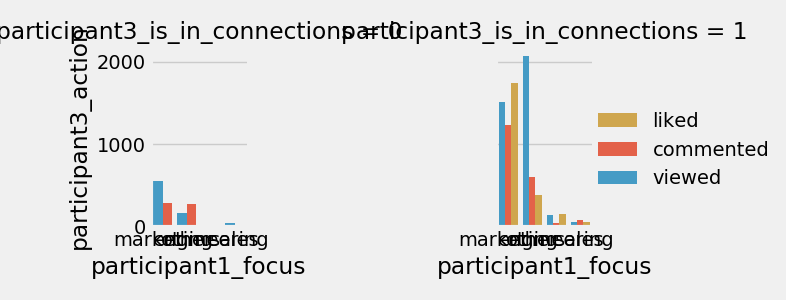 participant3_is_in_connections = 0
participant3_is_in_connections = 1
participant3_action
2000
1000
0
participant1_focus
participant1_focus
liked
commented
viewed